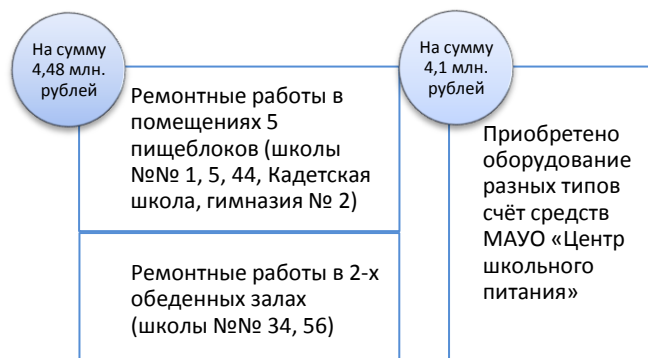 На сумму
4,48 млн.
рублей
Ремонтные работы в
помещениях 5
пищеблоков (школы
№№ 1, 5, 44, Кадетская
школа, гимназия № 2)
Ремонтные работы в 2-х
обеденных залах
(школы №№ 34, 56)
На сумму
4,1 млн.
рублей
Приобретено
оборудование
разных типов
счёт средств
МАУО «Центр
школьного
питания»